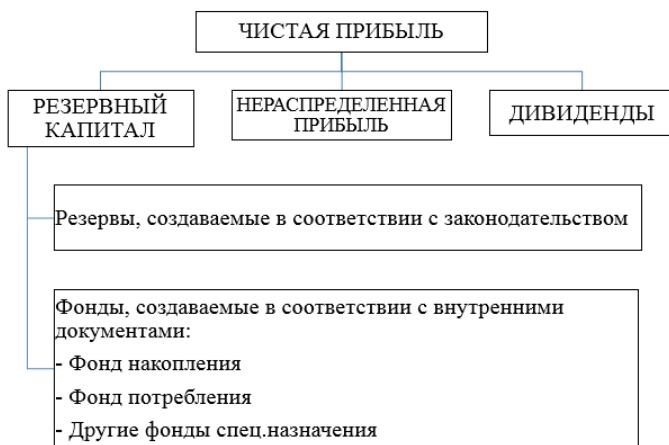 ЧИСТАЯ ПРИБЫЛЬ
РЕЗЕРВНЫЙ
КАПИТАЛ
НЕРАСПРЕДЕЛЕННАЯ
ПРИБЫЛЬ
ДИВИДЕНДЫ
Резервы, создаваемые в соответствии с законодательством
Фонды, создаваемые в соответствии с внутренними
документами:
- Фонд накопления
- Фонд потребления
- Другие фонды спец.назначения